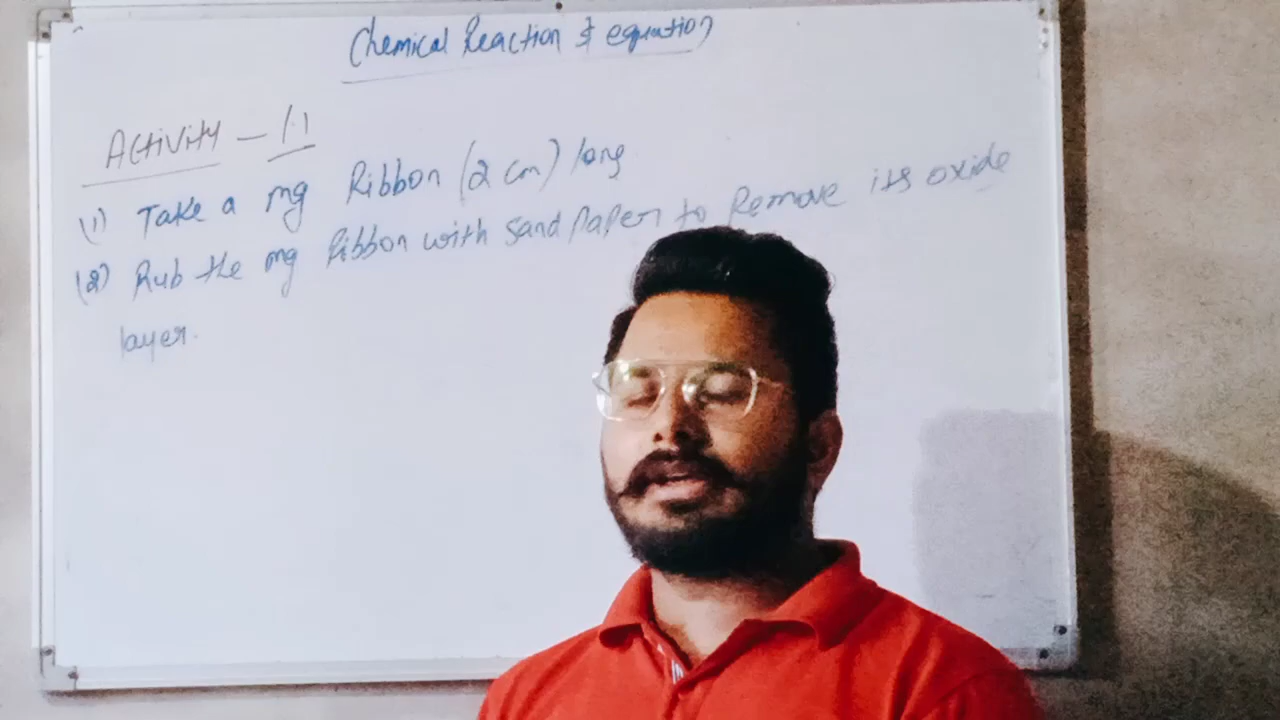 Chemical Reaction & equation
Activity - 1.1
(1) Take a mg Ribbon (2 cm) long
(2) Rub the mg Ribbon with sand paper to Remove its oxide
layer.